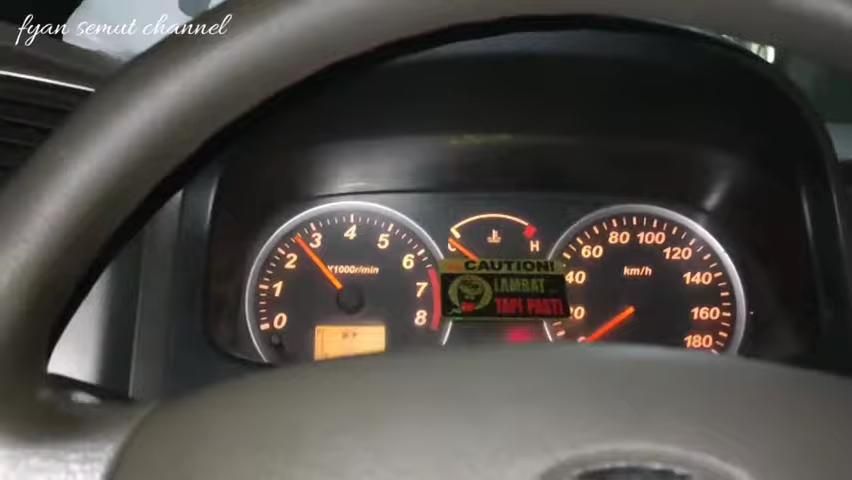 fyan semut channel
0 1 2 3 4 5 6 7 8
X1000r/min
C H
CAUTION!
LAMBAT
TAPI PASTI
40 60 80 100 120 140 160 180
km/h